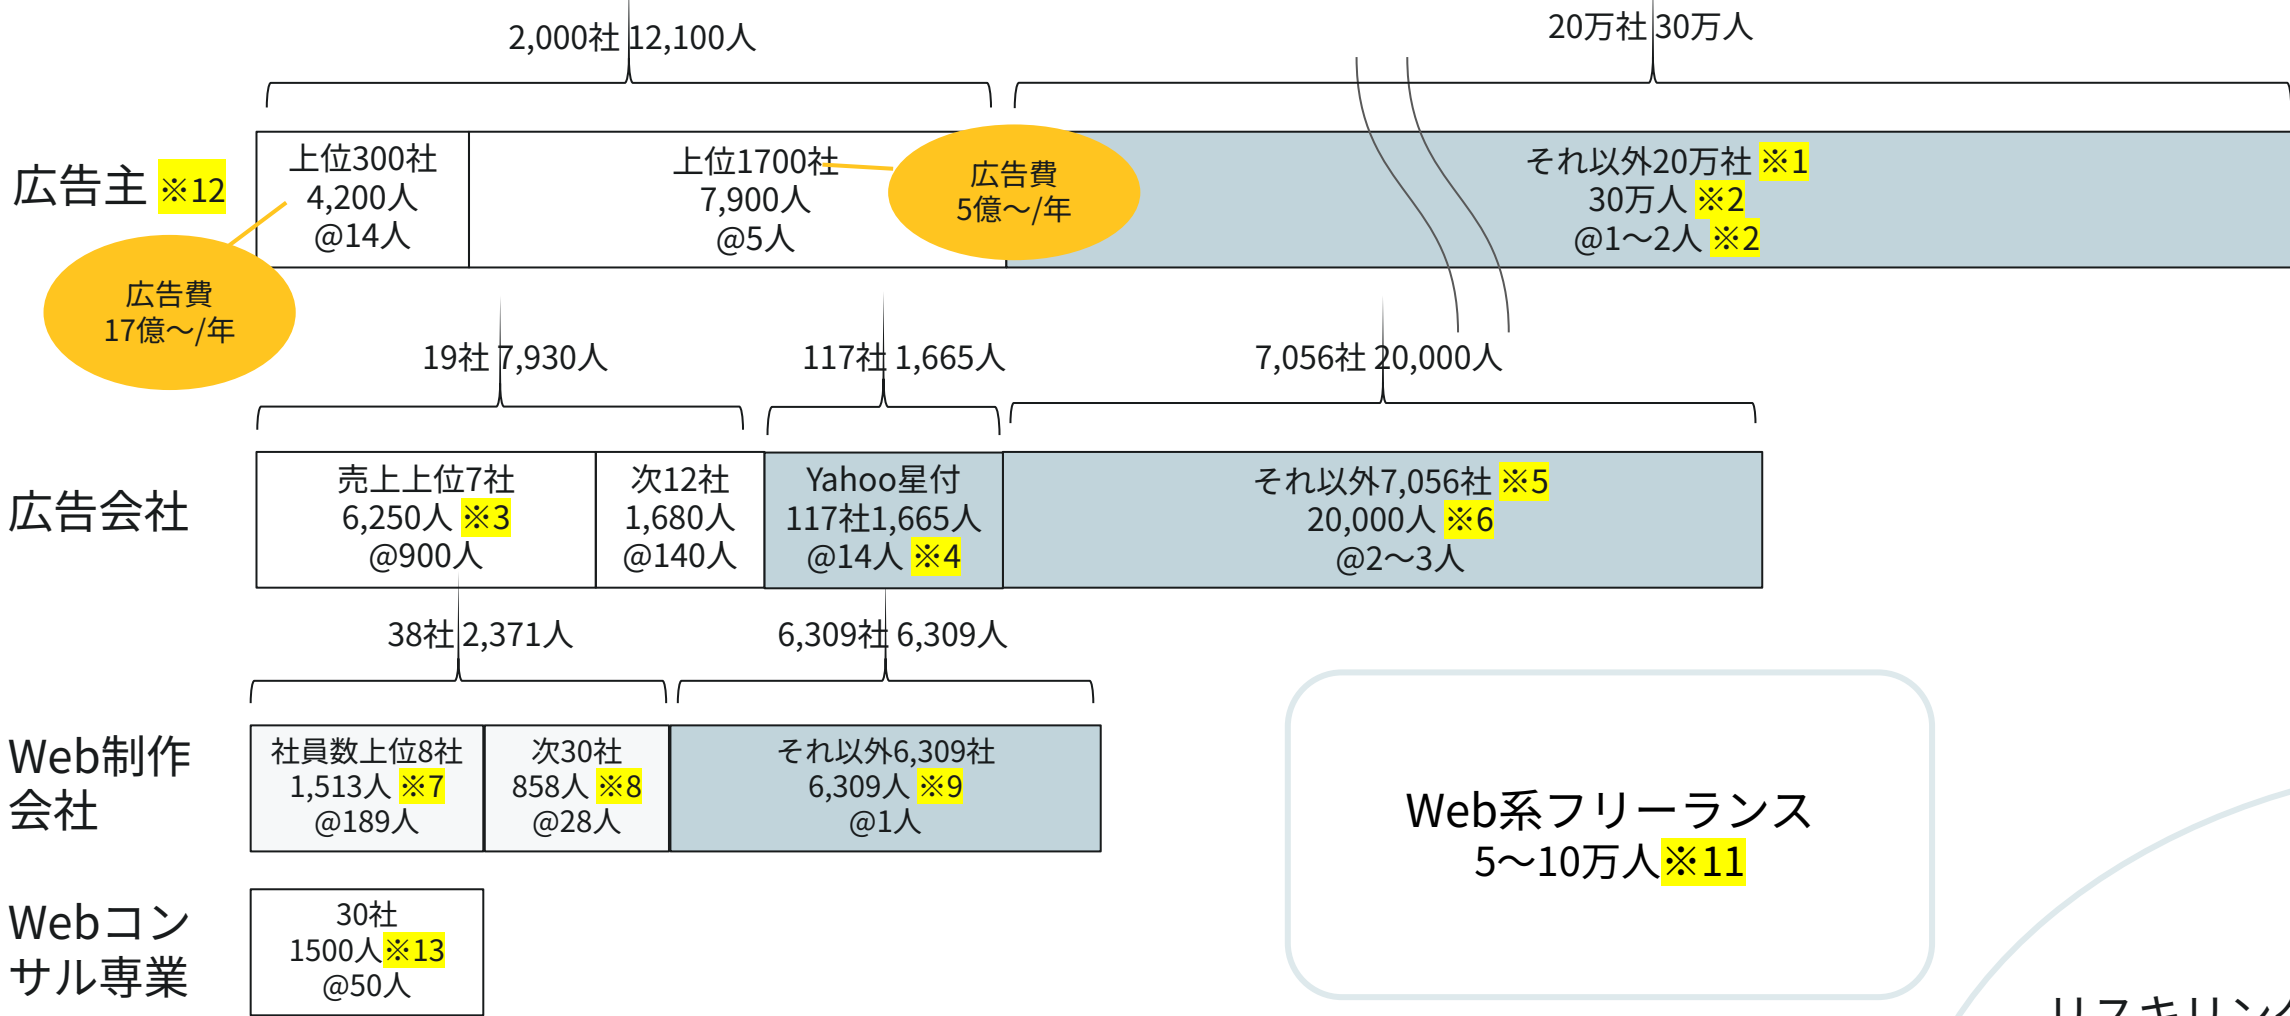 2,000社 12,100人
20万社 30万人
広告主 ※12
上位300社
4,200人
@14人
上位1700社
7,900人
@5人
広告費
5億〜/年
それ以外20万社 ※1
30万人 ※2
@1〜2人 ※2
広告費
17億〜/年
19社 7,930人
117社 1,665人
7,056社 20,000人
広告会社
売上上位7社
6,250人 ※3
@900人
次12社
1,680人
@140人
Yahoo星付
117社1,665人
@14人 ※4
それ以外7,056社 ※5
20,000人 ※6
@2〜3人
38社 2,371人
6,309社 6,309人
Web制作
会社
社員数上位8社
1,513人 ※7
@189人
次30社
858人 ※8
@28人
それ以外6,309社
6,309人 ※9
@1人
Web系フリーランス
5〜10万人※11
Webコン
サル専業
30社
1500人※13
@50人
リスキリング